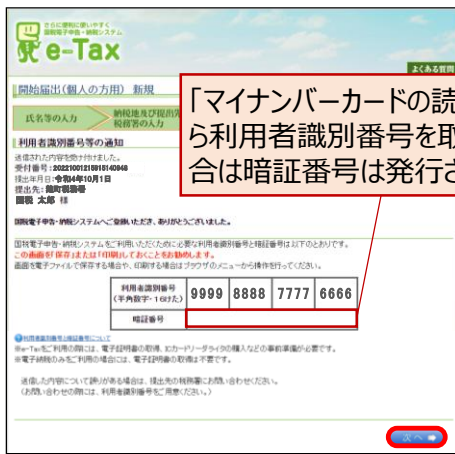 さらに便利に使いやすく
国税電子申告・納税システム
e-Tax
よくある質問
開始届出(個人の方用) 新規
氏名等の入力
納税地及び提出先
税務署の入力
「マイナンバーカードの読
ら利用者識別番号を取
合は暗証番号は発行さ
利用者識別番号等の通知
送信された内容を受け付けました。
受付番号:20221001215915140948
提出年月日:令和4年10月1日
提出先:麹町税務署
国税 太郎 様
国税電子申告・納税システムへご登録いただき、ありがとうございました。
国税電子申告・納税システムをご利用いただくために必要な利用者識別番号と暗証番号は以下のとおりです。
この画面を「保存」または「印刷」しておくことをお勧めします。
画面を電子ファイルで保存する場合や、印刷する場合はブラウザのメニューから操作を行ってください。
利用者識別番号
(半角数字・16けた)
9999 8888 7777 6666
暗証番号
利用者識別番号と暗証番号について
※e-Taxをご利用の際には、電子証明書の取得、ICカードリーダライタの購入などの事前準備が必要です。
※電子納税のみをご利用の場合には、電子証明書の取得は不要です。
送信した内容について誤りがある場合は、提出先の税務署にお問い合わせください。
(お問い合わせの際には、利用者識別番号をご用意ください。)
次へ